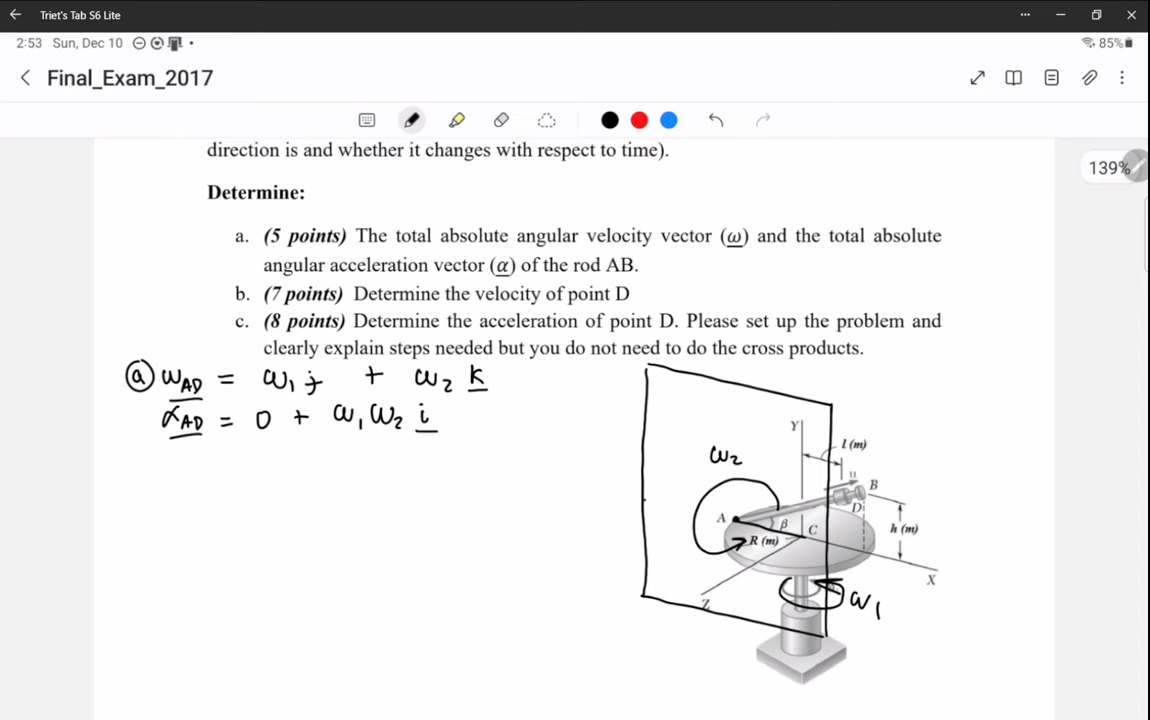 Triet's Tab S6 Lite
2:53 Sun, Dec 10
85%
Final_Exam_2017
139%
direction is and whether it changes with respect to time).
Determine:
a. (5 points) The total absolute angular velocity vector (ω) and the total absolute
angular acceleration vector (α) of the rod AB.
b. (7 points) Determine the velocity of point D
c. (8 points) Determine the acceleration of point D. Please set up the problem and
clearly explain steps needed but you do not need to do the cross products.
ⓐ ω_AD = ω₁ j + ω₂ k
α_AD = 0 + ω₁ω₂ i
Y
l (m)
ω₂
u
B
A
D
β
C
h (m)
R (m)
X
Z
ω₁